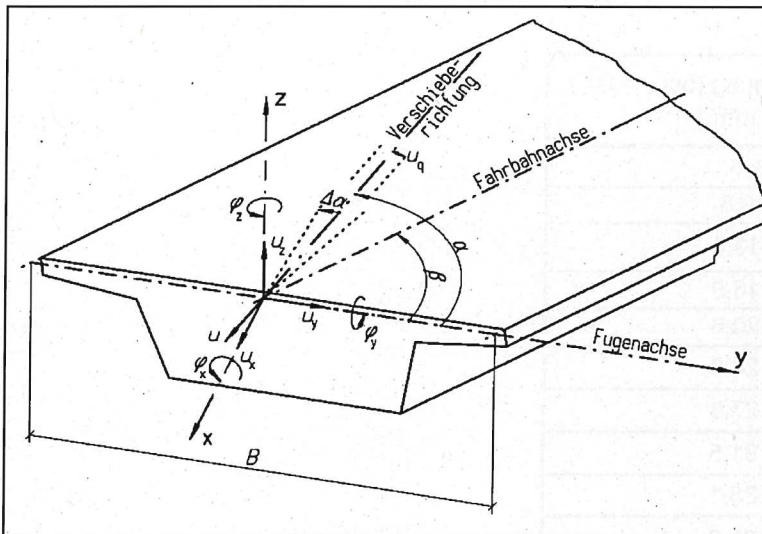 z
Verschiebe-
richtung
u_q
Fahrbahnachse
Δα
φ_z
u_z
α
β
u_y
φ_y
u
u_x
φ_x
Fugenachse
y
x
B